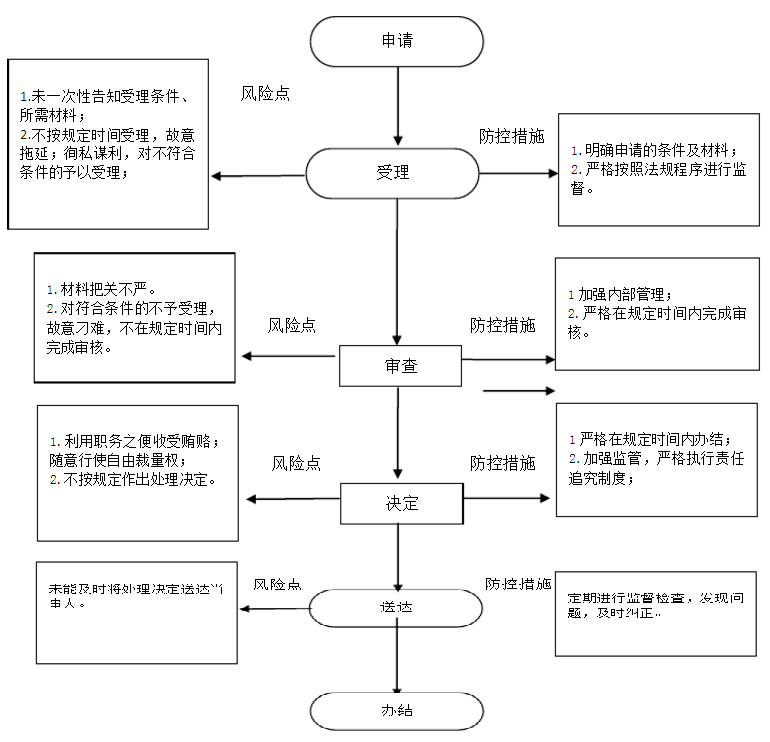 申请
风险点
1.未一次性告知受理条件、
所需材料；
2.不按规定时间受理，故意
拖延；徇私谋利，对不符合
条件的予以受理；
受理
防控措施
1.明确申请的条件及材料；
2.严格按照法规程序进行监
督。
1.材料把关不严。
2.对符合条件的不予受理，
故意刁难，不在规定时间内
完成审核。
风险点
审查
防控措施
1 加强内部管理；
2.严格在规定时间内完成审
核。
1.利用职务之便收受贿赂；
随意行使自由裁量权；
2.不按规定作出处理决定。
风险点
决定
防控措施
1 严格在规定时间内办结；
2.加强监管，严格执行责任
追究制度；
未能及时将处理决定送达当
事人。
风险点
送达
防控措施
定期进行监督检查，发现问
题，及时纠正。
办结